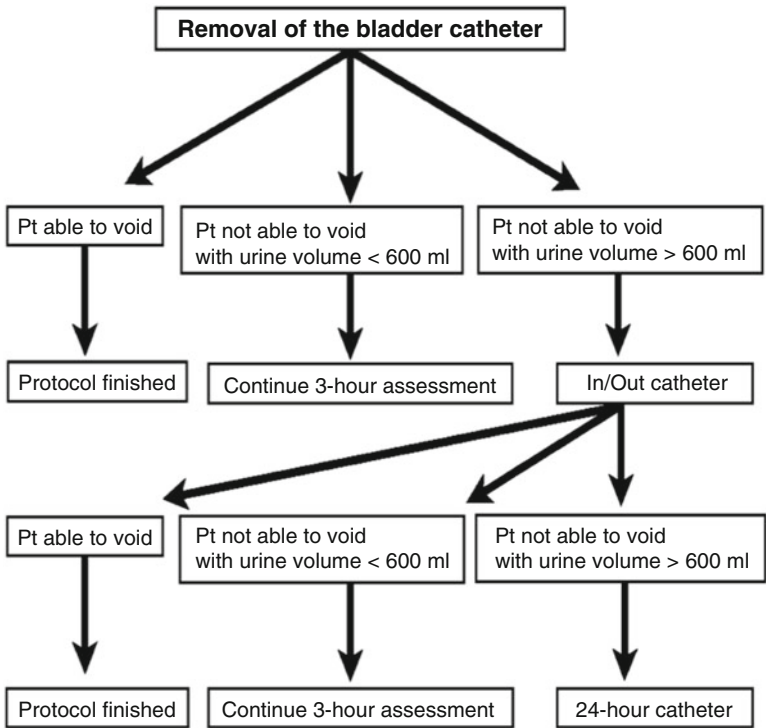 Removal of the bladder catheter
Pt able to void
Pt not able to void
with urine volume < 600 ml
Pt not able to void
with urine volume > 600 ml
Protocol finished
Continue 3-hour assessment
In/Out catheter
Pt able to void
Pt not able to void
with urine volume < 600 ml
Pt not able to void
with urine volume > 600 ml
Protocol finished
Continue 3-hour assessment
24-hour catheter